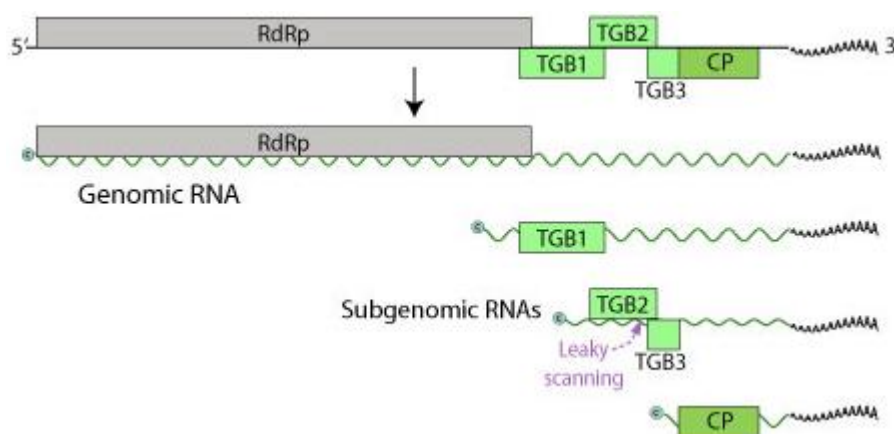 RdRp
TGB2
5′
3
TGB1
CP
TGB3
RdRp
c
Genomic RNA
c
TGB1
TGB2
Subgenomic RNAs
c
Leaky
scanning
TGB3
c
CP